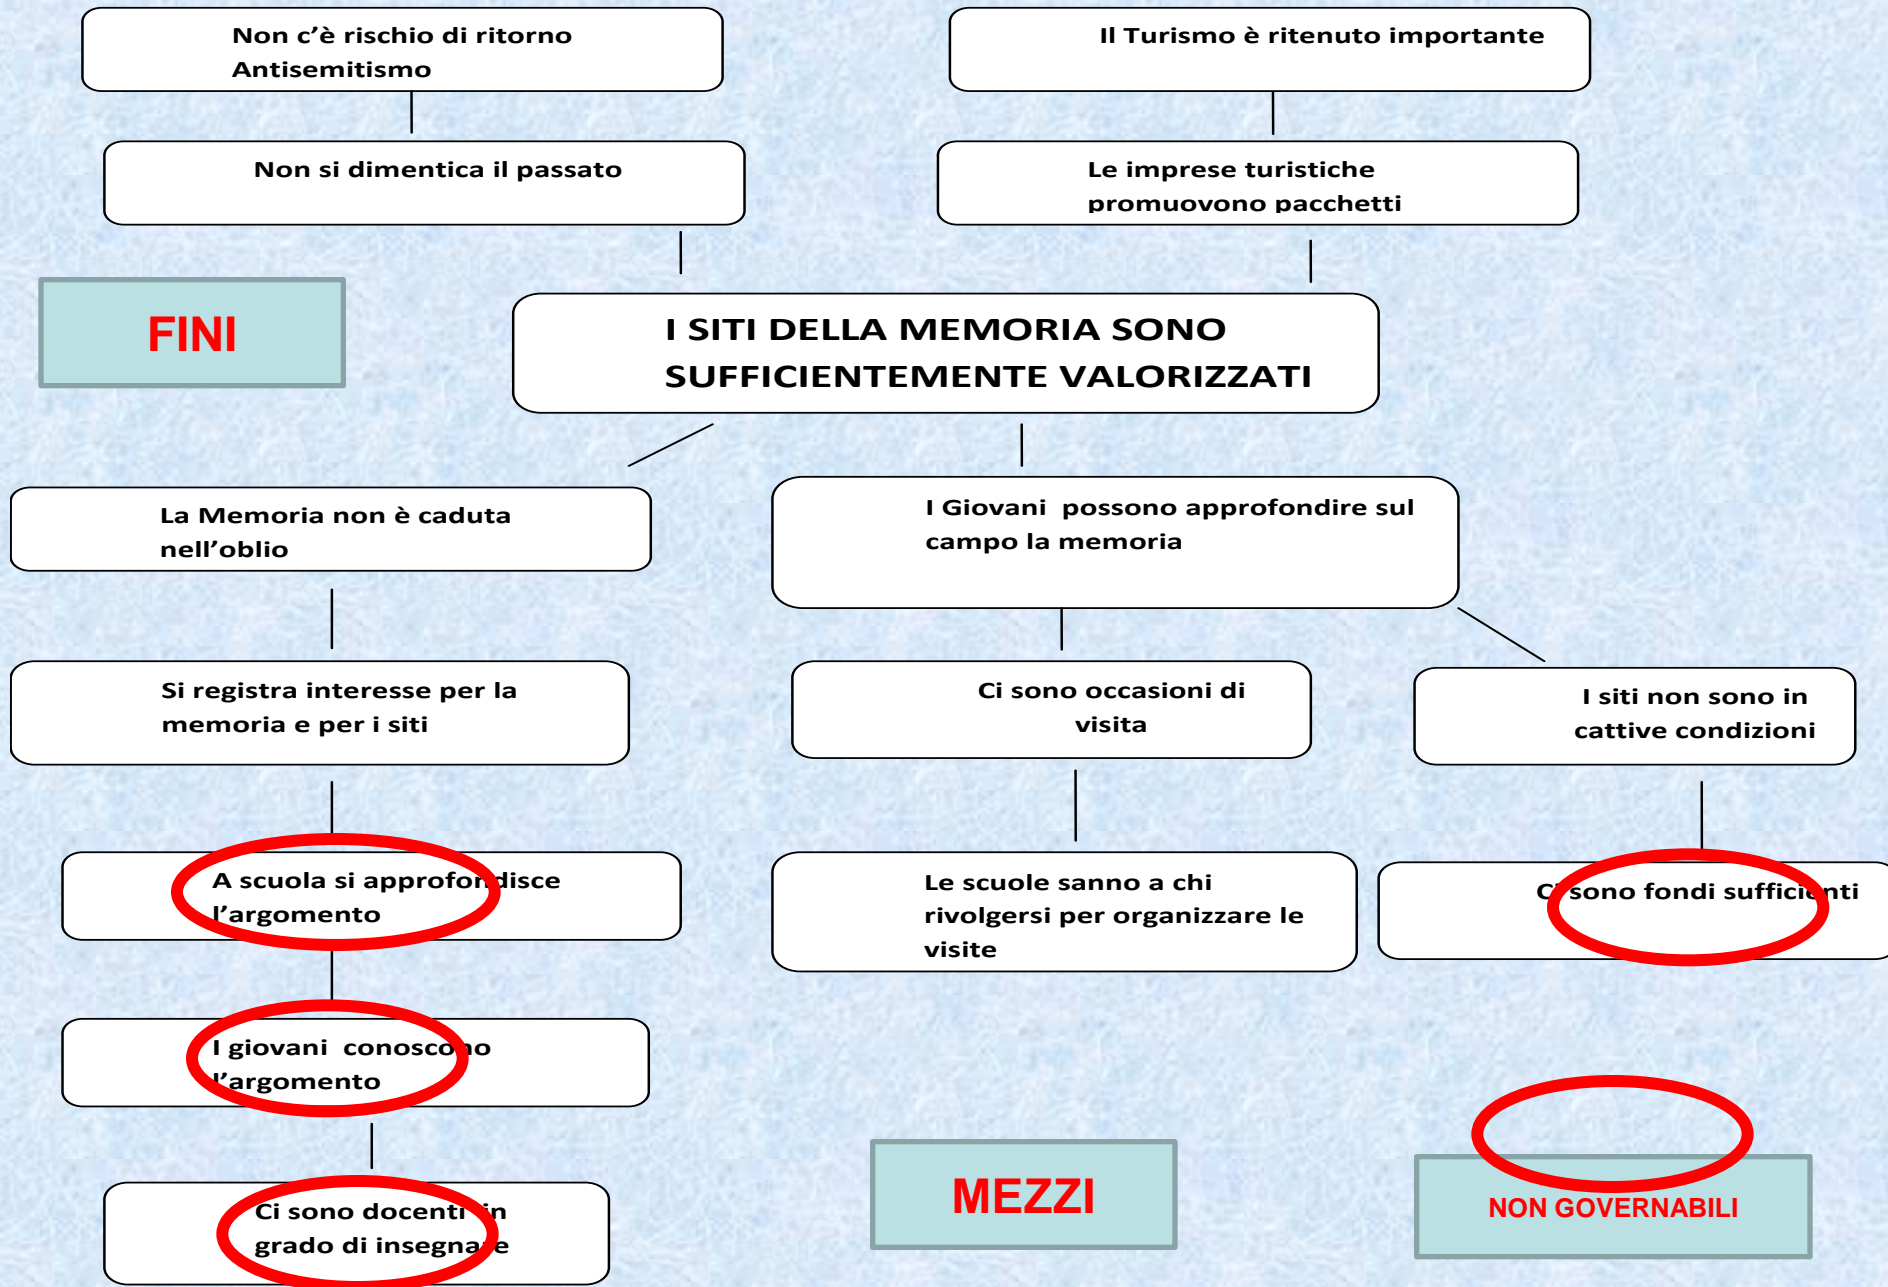 Non c’è rischio di ritorno
Antisemitismo
Il Turismo è ritenuto importante
Non si dimentica il passato
Le imprese turistiche
promuovono pacchetti
FINI
I SITI DELLA MEMORIA SONO
SUFFICIENTEMENTE VALORIZZATI
La Memoria non è caduta
nell’oblio
I Giovani  possono approfondire sul
campo la memoria
Si registra interesse per la
memoria e per i siti
Ci sono occasioni di
visita
I siti non sono in
cattive condizioni
A scuola si approfondisce
l’argomento
Le scuole sanno a chi
rivolgersi per organizzare le
visite
Ci sono fondi sufficienti
I giovani  conoscono
l’argomento
Ci sono docenti in
grado di insegnare
MEZZI
NON GOVERNABILI